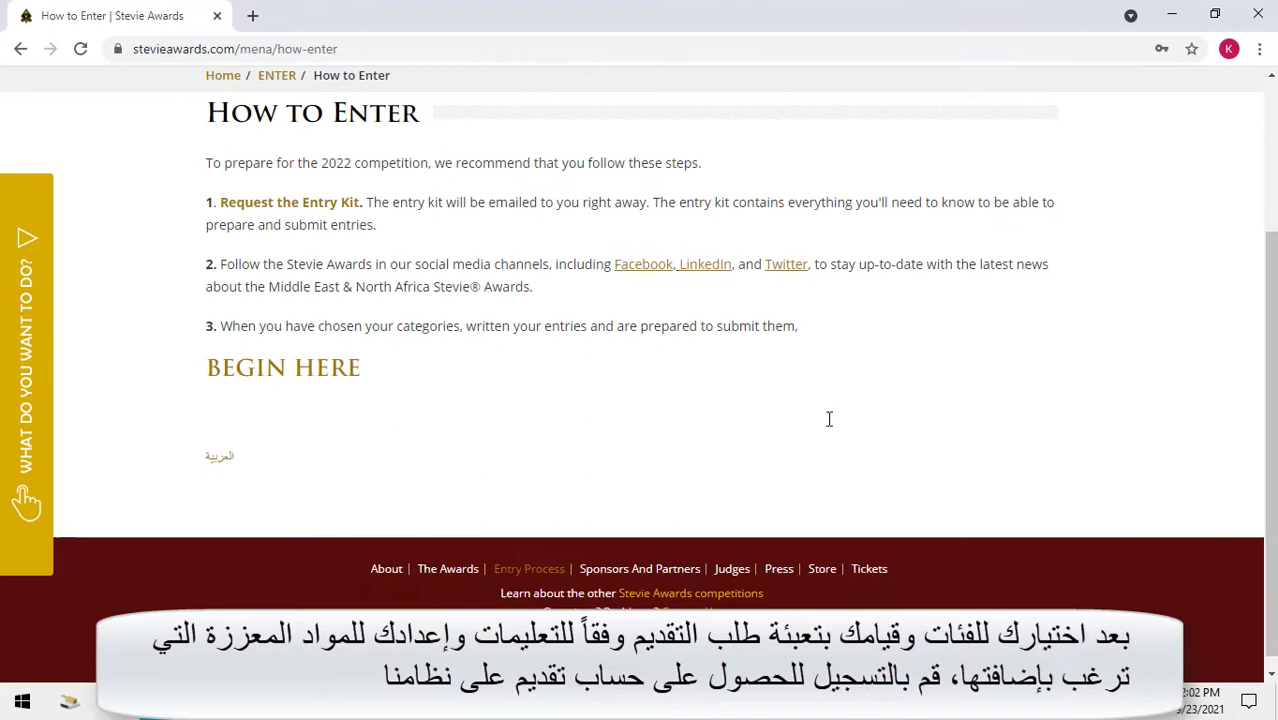 How to Enter | Stevie Awards
stevieawards.com/mena/how-enter
K
Home / ENTER / How to Enter
HOW TO ENTER
To prepare for the 2022 competition, we recommend that you follow these steps.
1. Request the Entry Kit. The entry kit will be emailed to you right away. The entry kit contains everything you'll need to know to be able to
prepare and submit entries.
2. Follow the Stevie Awards in our social media channels, including Facebook, LinkedIn, and Twitter, to stay up-to-date with the latest news
about the Middle East & North Africa Stevie® Awards.
3. When you have chosen your categories, written your entries and are prepared to submit them,
BEGIN HERE
العربية
WHAT DO YOU WANT TO DO?
About | The Awards | Entry Process | Sponsors And Partners | Judges | Press | Store | Tickets
Learn about the other Stevie Awards competitions
بعد اختيارك للفئات وقيامك بتعبئة طلب التقديم وفقاً للتعليمات وإعدادك للمواد المعززة التي
ترغب بإضافتها، قم بالتسجيل للحصول على حساب تقديم على نظامنا
:02 PM
/23/2021